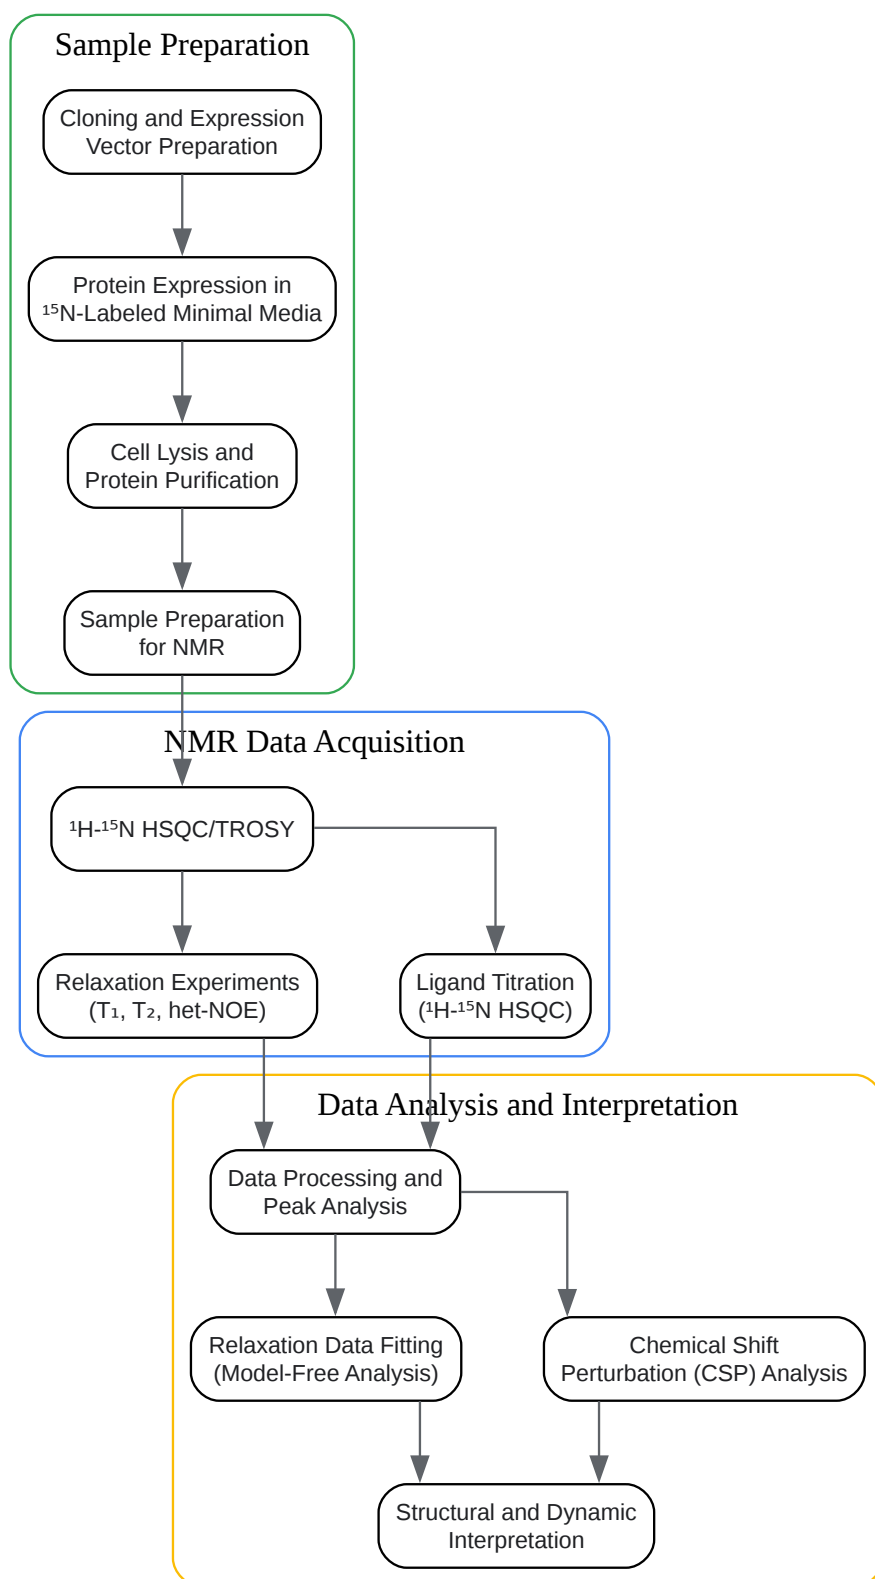 Sample Preparation
Cloning and Expression
Vector Preparation
Protein Expression in
¹⁵N-Labeled Minimal Media
Cell Lysis and
Protein Purification
Sample Preparation
for NMR
NMR Data Acquisition
¹H-¹⁵N HSQC/TROSY
Relaxation Experiments
(T₁, T₂, het-NOE)
Ligand Titration
(¹H-¹⁵N HSQC)
Data Analysis and Interpretation
Data Processing and
Peak Analysis
Relaxation Data Fitting
(Model-Free Analysis)
Chemical Shift
Perturbation (CSP) Analysis
Structural and Dynamic
Interpretation